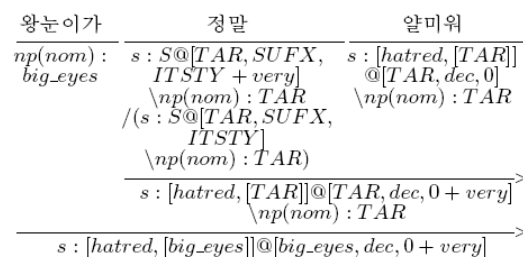 왕눈이가 정말 얄미워
np(nom) : s : S@[TAR, SUFX, s : [hatred, [TAR]]
big_eyes ITSTY + very] @[TAR, dec, 0]
\np(nom) : TAR \np(nom) : TAR
/(s : S@[TAR, SUFX,
ITSTY]
\np(nom) : TAR)
>
s : [hatred, [TAR]]@[TAR, dec, 0 + very]
\np(nom) : TAR
>
s : [hatred, [big_eyes]]@[big_eyes, dec, 0 + very]